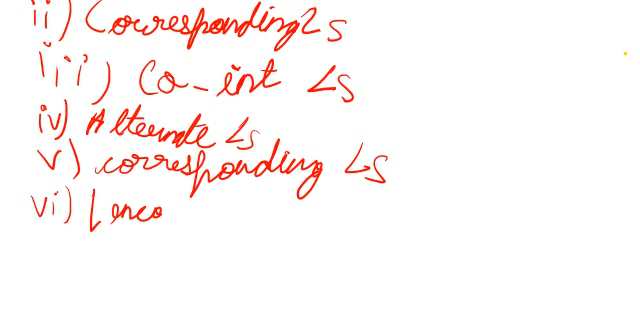 ii) Corresponding ∠s
iii) Co-int ∠s
iv) Alternate ∠s
v) corresponding ∠s
vi)